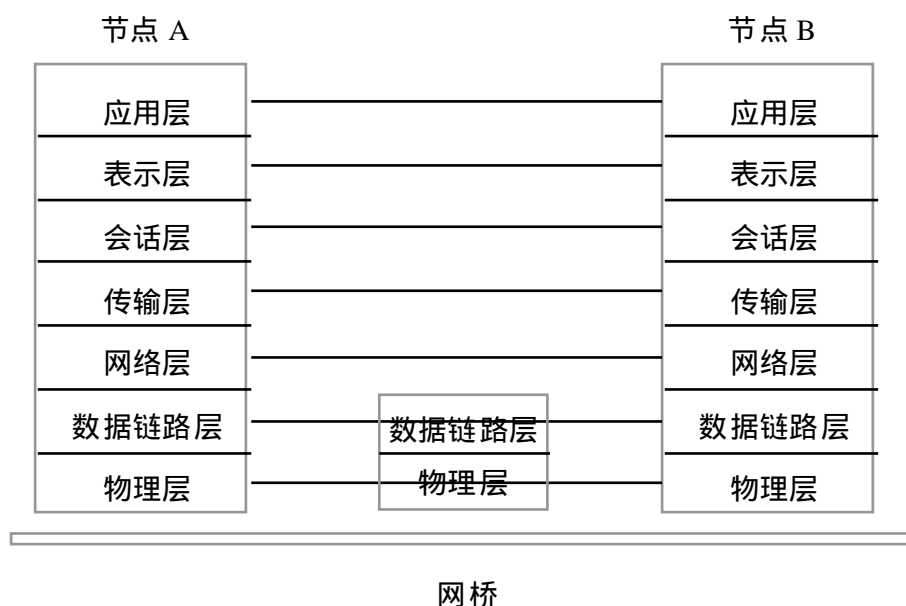 节点 A 节点 B
应用层 应用层
表示层 表示层
会话层 会话层
传输层 传输层
网络层 网络层
数据链路层 数据链路层 数据链路层
物理层 物理层 物理层
网桥